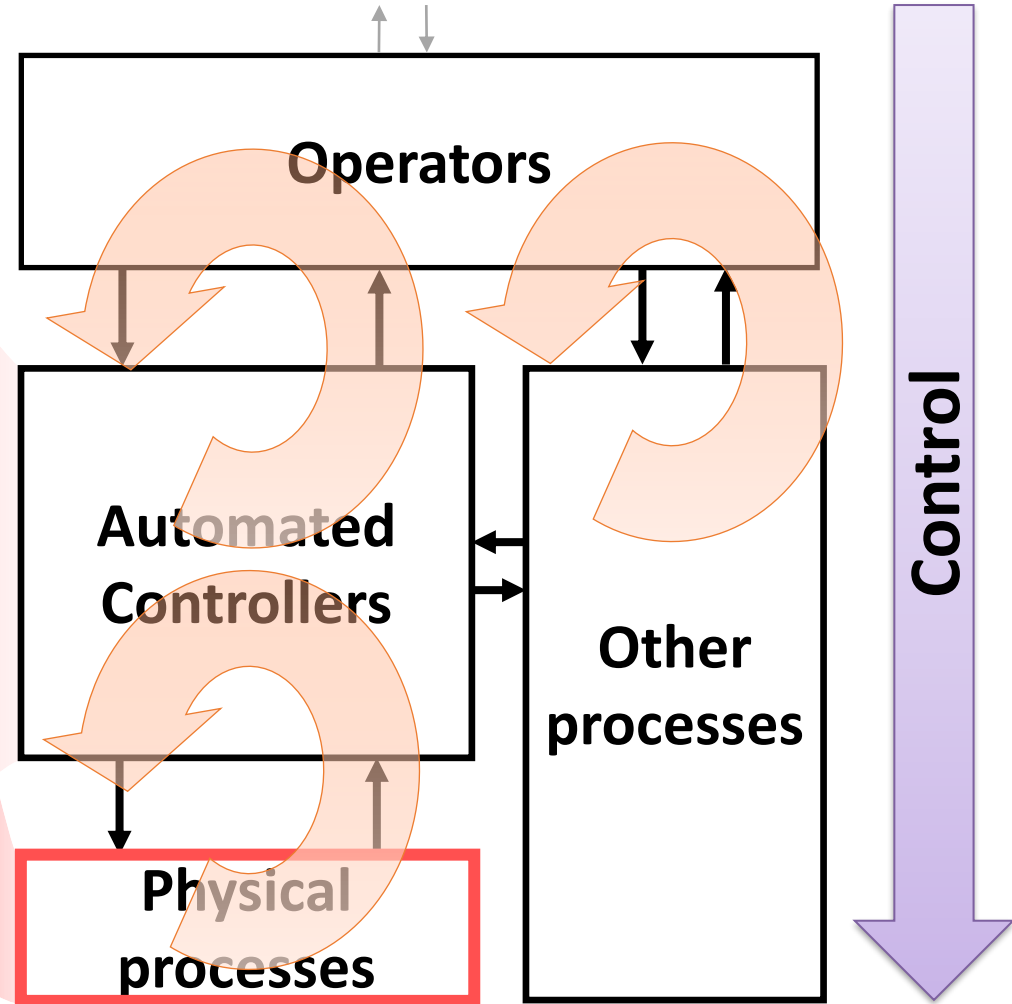 Operators
Automated
Controllers
Other
processes
Physical
processes
Control